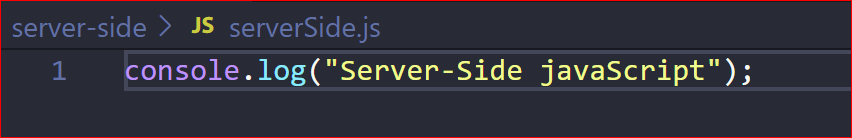 server-side > JS serverSide.js
1 console.log("Server-Side javaScript");